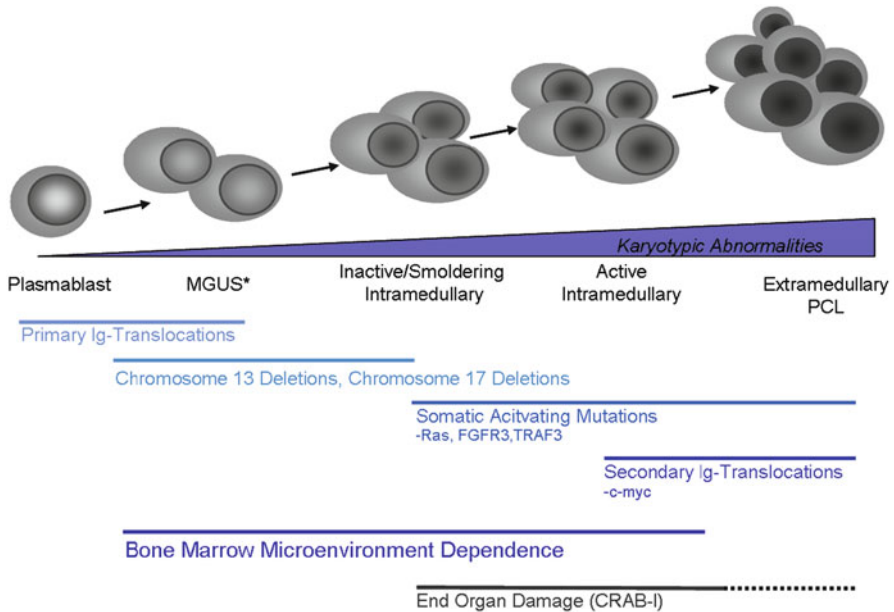 Karyotypic Abnormalities
Plasmablast
MGUS*
Inactive/Smoldering
Intramedullary
Active
Intramedullary
Extramedullary
PCL
Primary Ig-Translocations
Chromosome 13 Deletions, Chromosome 17 Deletions
Somatic Acitvating Mutations
-Ras, FGFR3,TRAF3
Secondary Ig-Translocations
-c-myc
Bone Marrow Microenvironment Dependence
End Organ Damage (CRAB-I)